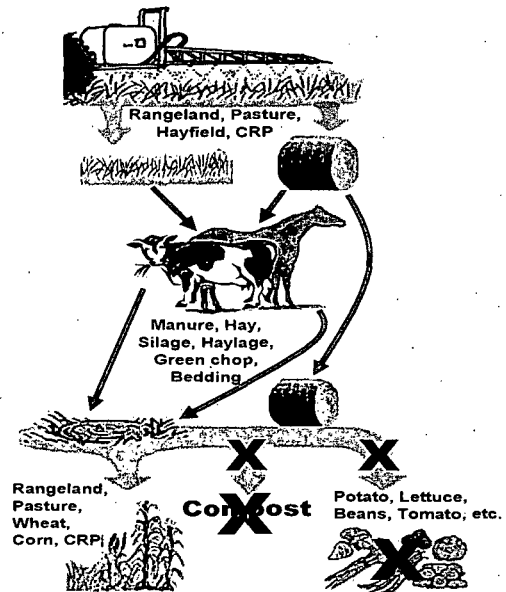 Rangeland, Pasture,
Hayfield, CRP
Manure, Hay,
Silage, Haylage,
Green chop,
Bedding
Rangeland,
Pasture,
Wheat,
Corn, CRP
X
X
Compost
X
Potato, Lettuce,
Beans, Tomato, etc.
X